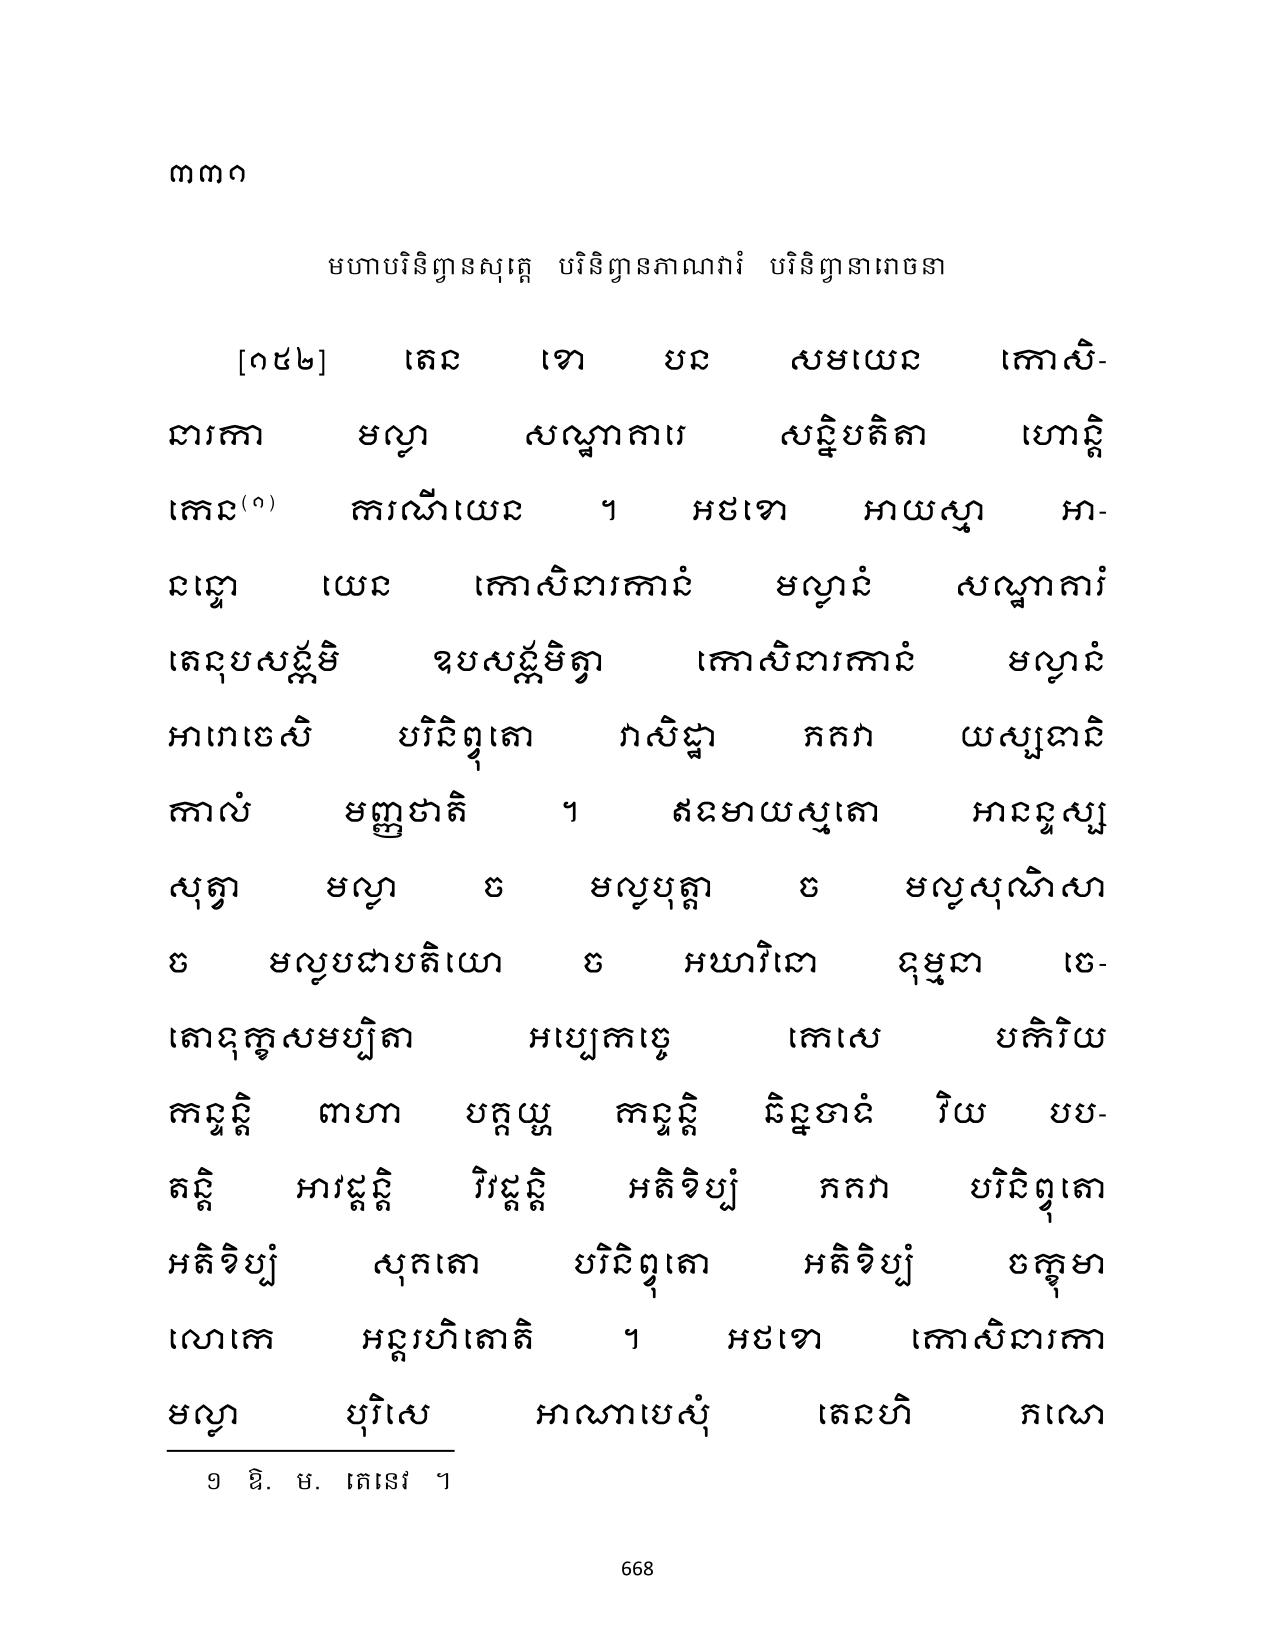 ៣៣១
មហាបរិនិព្វានសុត្តេ បរិនិព្វានភាណវារំ បរិនិព្វានារោចនា
[១៥២] តេន ខោ បន សមយេន កោសិ-
នារកា មល្លា សណ្ឋាគារេ សន្និបតិតា ហោន្តិ
កេន(១) ករណីយេន ។ អថខោ អាយស្មា អា-
នន្ទោ យេន កោសិនារកានំ មល្លានំ សណ្ឋាគារំ
តេនុបសង្កមិ ឧបសង្កមិត្វា កោសិនារកានំ មល្លានំ
អារោចេសិ បរិនិព្វុតោ វាសិដ្ឋា ភគវា យស្សទានិ
កាលំ មញ្ញថាតិ ។ ឥទមាយស្មតោ អានន្ទស្ស
សុត្វា មល្លា ច មល្លបុត្តា ច មល្លសុណិសា
ច មល្លបជាបតិយោ ច អឃាវិនោ ទុម្មនា ចេ-
តោទុក្ខសមប្បិតា អប្បេកច្ចេ កេសេ បកិរិយ
កន្ទន្តិ ពាហា បគ្គយ្ហ កន្ទន្តិ ឆិន្នបាទំ វិយ បប-
តន្តិ អាវដ្តន្តិ វិវដ្តន្តិ អតិខិប្បំ ភគវា បរិនិព្វុតោ
អតិខិប្បំ សុគតោ បរិនិព្វុតោ អតិខិប្បំ ចក្ខុមា
លោកេ អន្តរហិតោតិ ។ អថខោ កោសិនារកា
មល្លា បុរិសេ អាណាបេសុំ តេនហិ ភណេ
១ ឱ. ម. តេនេវ ។
668